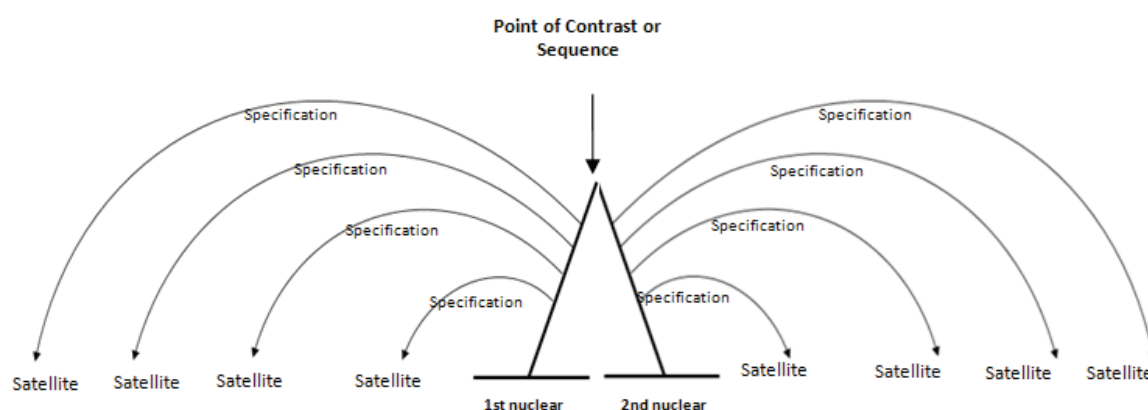 Point of Contrast or
Sequence
Specification
Specification
Specification
Specification
Specification
Specification
Specification
Specification
Satellite
Satellite
Satellite
Satellite
Satellite
Satellite
Satellite
Satellite
1st nuclear
2nd nuclear